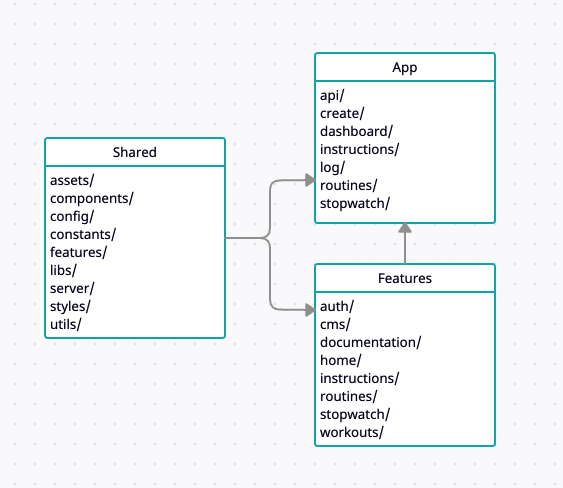 Shared
assets/
components/
config/
constants/
features/
libs/
server/
styles/
utils/
App
api/
create/
dashboard/
instructions/
log/
routines/
stopwatch/
Features
auth/
cms/
documentation/
home/
instructions/
routines/
stopwatch/
workouts/